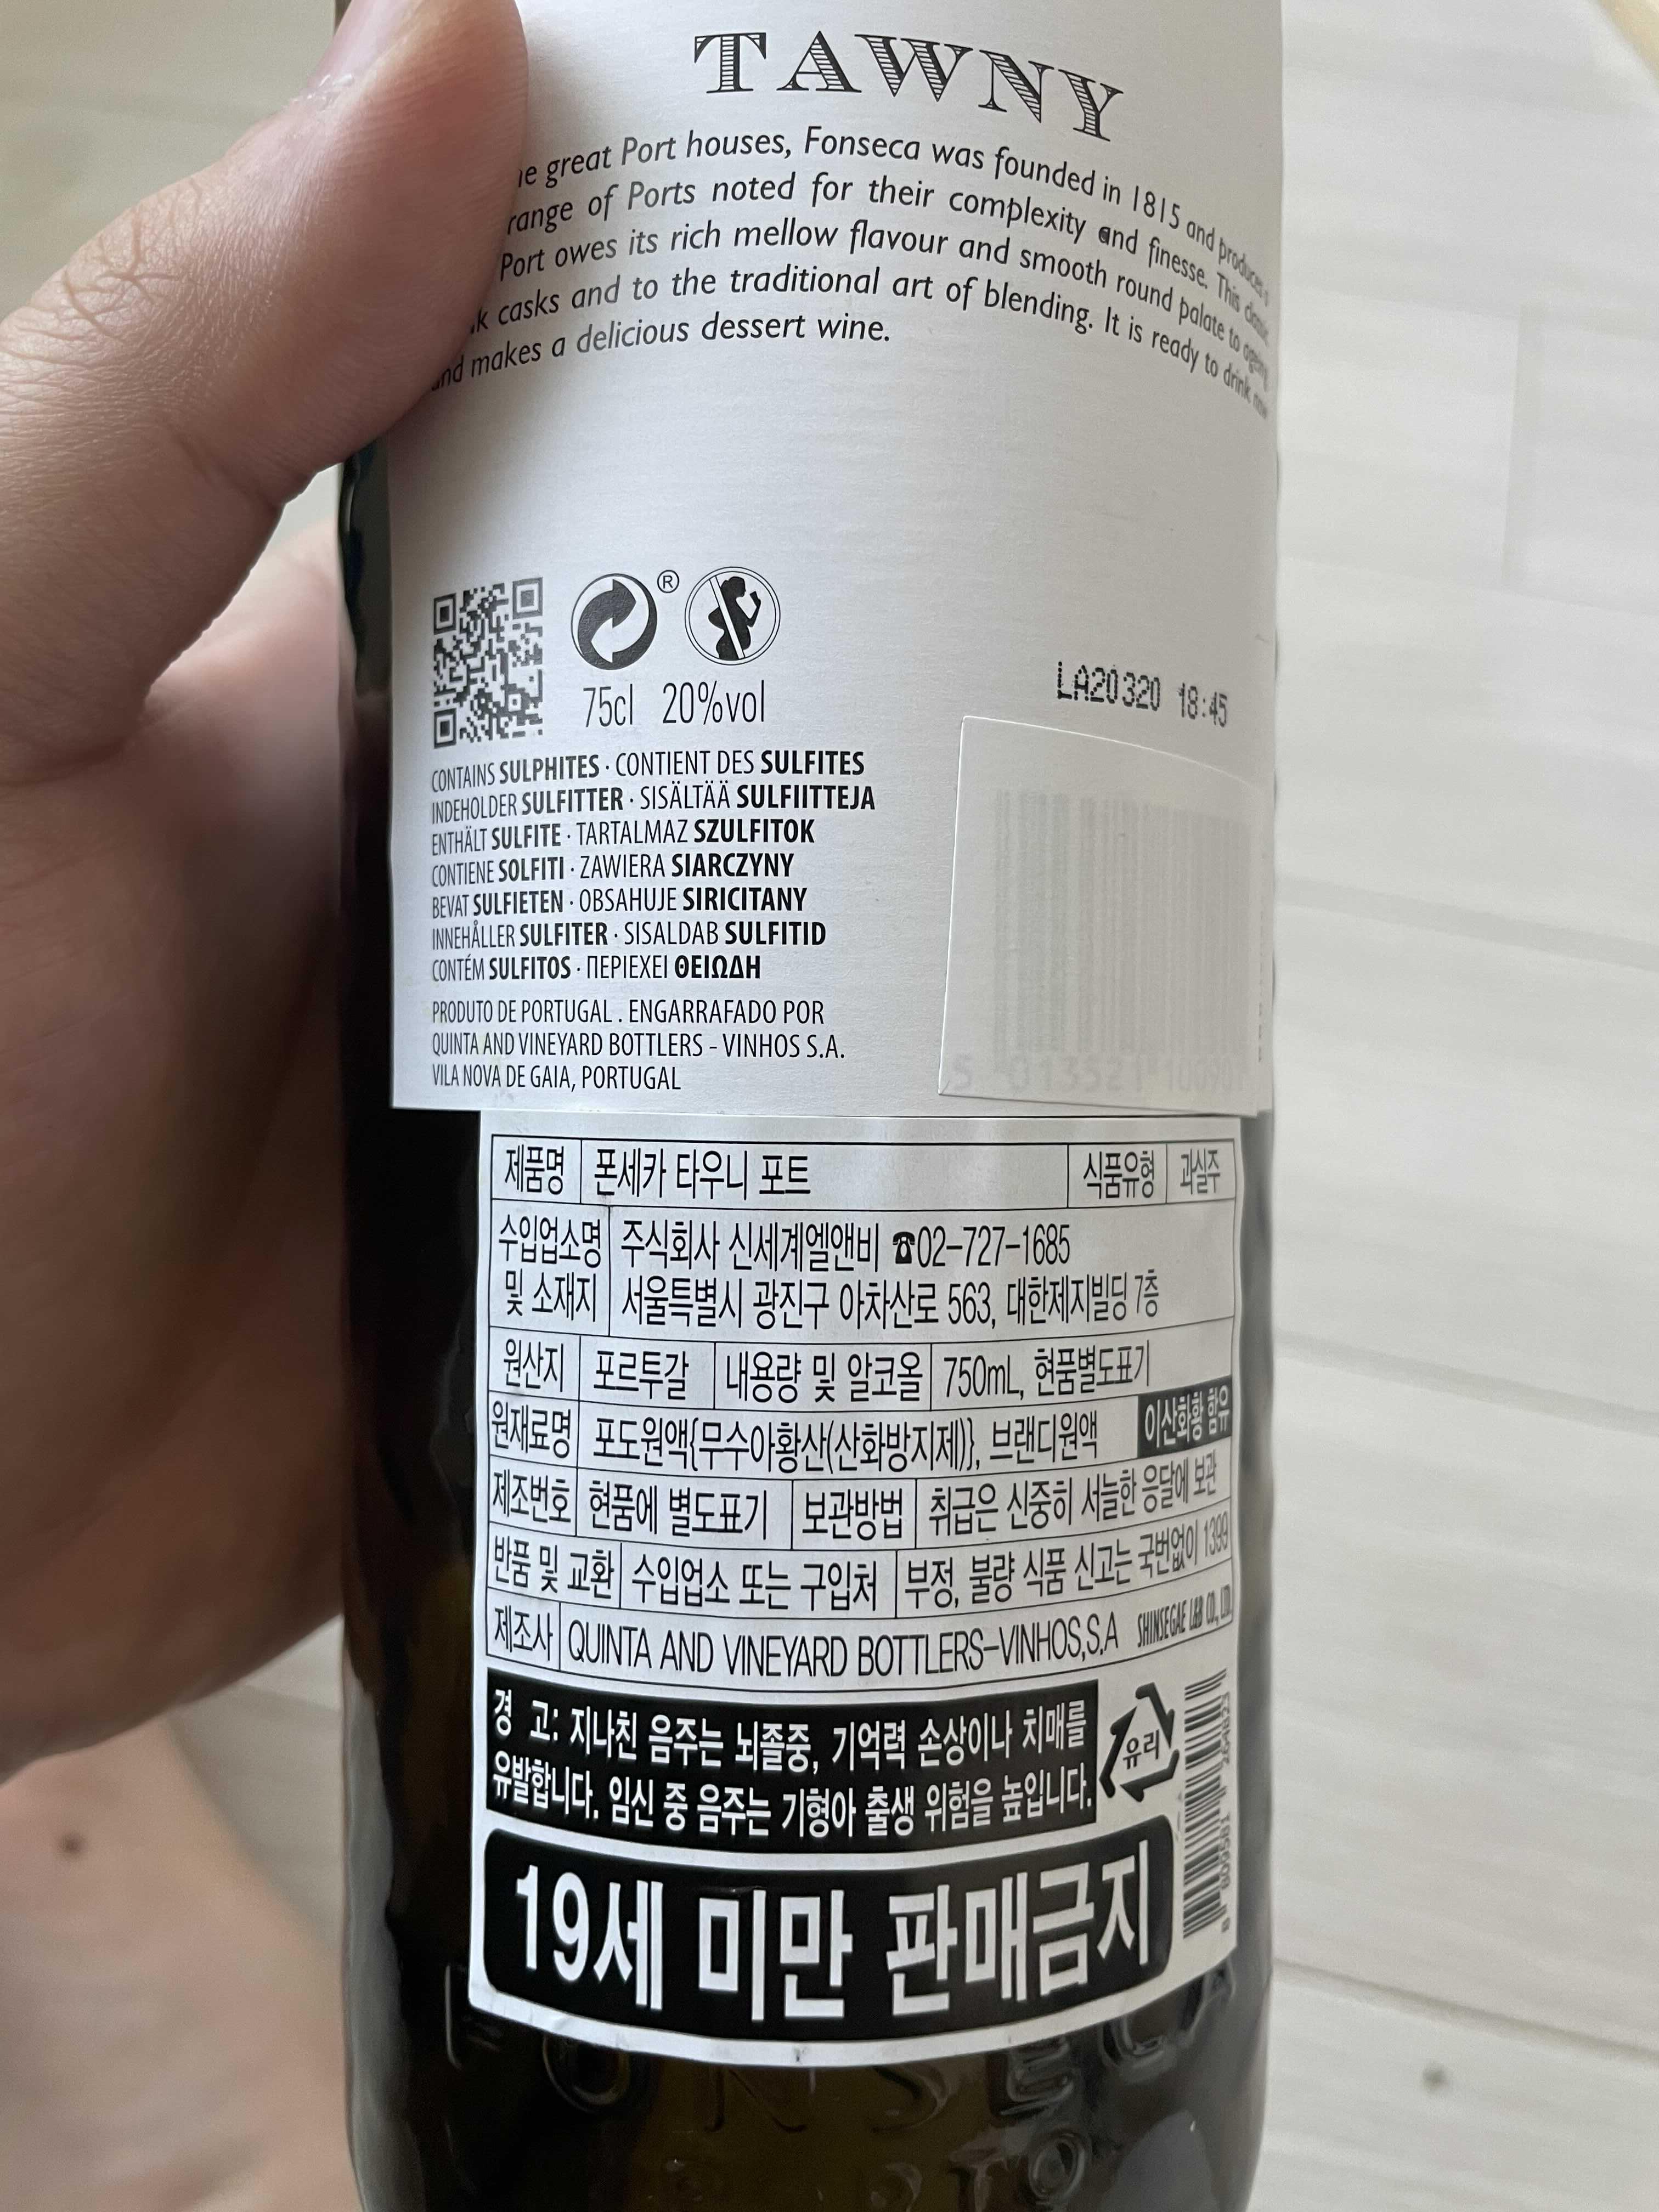 TAWNY
great Port houses, Fonseca was founded in 1815 and produces
range of Ports noted for their complexity and finesse. This classic
Port owes its rich mellow flavour and smooth round palate to ageing
casks and to the traditional art of blending. It is ready to drink now
and makes a delicious dessert wine.
®
75cl 20%vol
LA20320 18:45
CONTAINS SULPHITES · CONTIENT DES SULFITES
INDEHOLDER SULFITTER · SISÄLTÄÄ SULFIITTEJA
ENTHÄLT SULFITE · TARTALMAZ SZULFITOK
CONTIENE SOLFITI · ZAWIERA SIARCZYNY
BEVAT SULFIETEN · OBSAHUJE SIRICITANY
INNEHÅLLER SULFITER · SISALDAB SULFITID
CONTÉM SULFITOS · ΠΕΡΙΕΧΕΙ ΘΕΙΩΔΗ
PRODUTO DE PORTUGAL . ENGARRAFADO POR
QUINTA AND VINEYARD BOTTLERS - VINHOS S.A.
VILA NOVA DE GAIA, PORTUGAL
5 013521
제품명 폰세카 타우니 포트 식품유형 과실주
수입업소명 주식회사 신세계엘앤비 ☎02-727-1685
및 소재지 서울특별시 광진구 아차산로 563, 대한제지빌딩 7층
원산지 포르투갈 내용량 및 알코올 750mL, 현품별도표기
원재료명 포도원액{무수아황산(산화방지제)}, 브랜디원액 이산화황 함유
제조번호 현품에 별도표기 보관방법 취급은 신중히 서늘한 응달에 보관
반품 및 교환 수입업소 또는 구입처 부정, 불량 식품 신고는 국번없이 1399
제조사 QUINTA AND VINEYARD BOTTLERS-VINHOS,S,A SHINSEGAE L&B CO., LTD.
경 고: 지나친 음주는 뇌졸중, 기억력 손상이나 치매를
유발합니다. 임신 중 음주는 기형아 출생 위험을 높입니다.
유리
19세 미만 판매금지